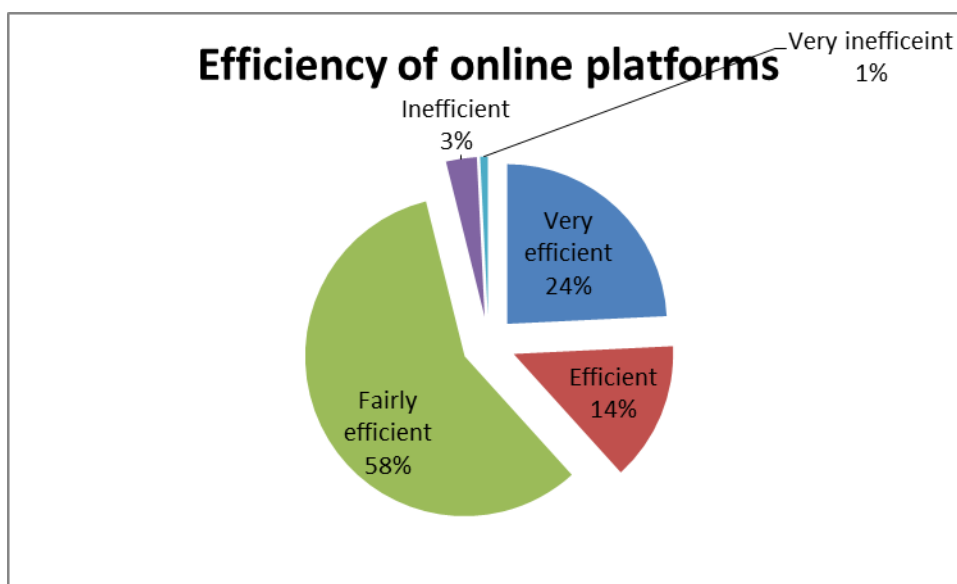 Efficiency of online platforms
Very inefficeint
1%
Inefficient
3%
Very
efficient
24%
Efficient
14%
Fairly
efficient
58%